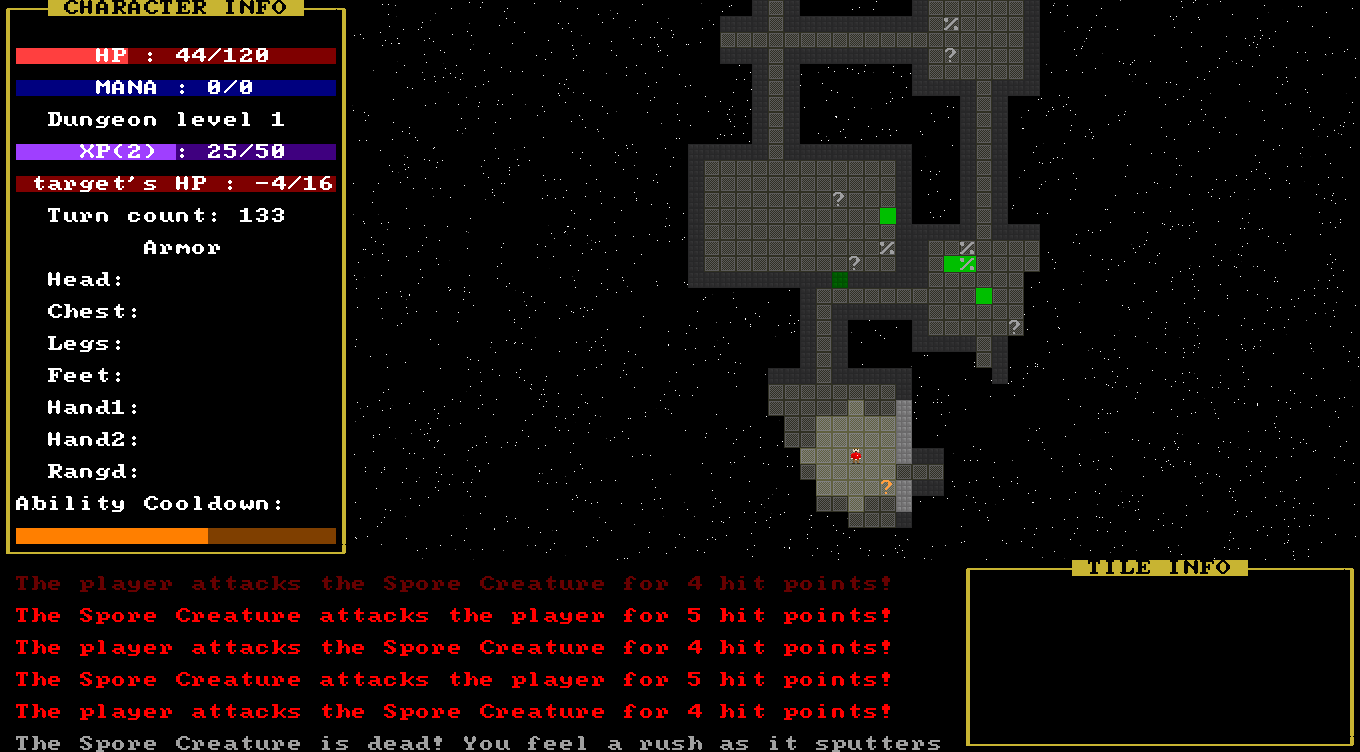 CHARACTER INFO
HP : 44/120
MANA : 0/0
Dungeon level 1
XP(2) : 25/50
target's HP : -4/16
Turn count: 133
Armor
Head:
Chest:
Legs:
Feet:
Hand1:
Hand2:
Rangd:
Ability Cooldown:
%
?
?
%
%
?
%
?
?
The player attacks the Spore Creature for 4 hit points!
The Spore Creature attacks the player for 5 hit points!
The player attacks the Spore Creature for 4 hit points!
The Spore Creature attacks the player for 5 hit points!
The player attacks the Spore Creature for 4 hit points!
The Spore Creature is dead! You feel a rush as it sputters
TILE INFO